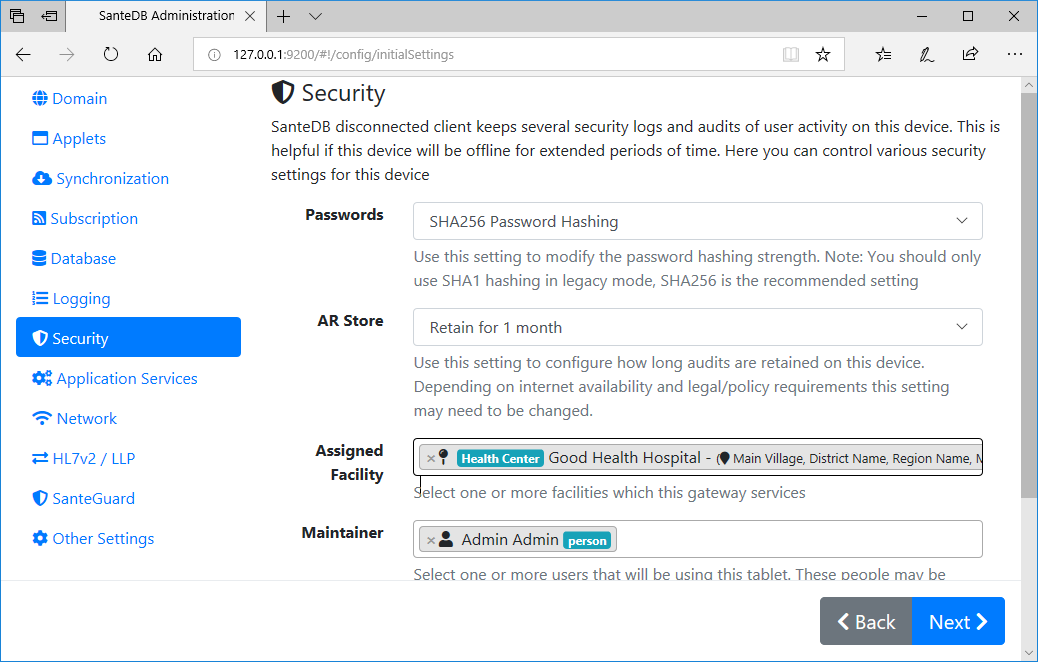 SanteDB Administration
127.0.0.1:9200/#!/config/initialSettings
Domain
Applets
Synchronization
Subscription
Database
Logging
Security
Application Services
Network
HL7v2 / LLP
SanteGuard
Other Settings
Security
SanteDB disconnected client keeps several security logs and audits of user activity on this device. This is
helpful if this device will be offline for extended periods of time. Here you can control various security
settings for this device
Passwords
SHA256 Password Hashing
Use this setting to modify the password hashing strength. Note: You should only
use SHA1 hashing in legacy mode, SHA256 is the recommended setting
AR Store
Retain for 1 month
Use this setting to configure how long audits are retained on this device.
Depending on internet availability and legal/policy requirements this setting
may need to be changed.
Assigned
Facility
× Health Center Good Health Hospital - ( Main Village, District Name, Region Name, M
Select one or more facilities which this gateway services
Maintainer
× Admin Admin person
Select one or more users that will be using this tablet. These people may be
Back
Next